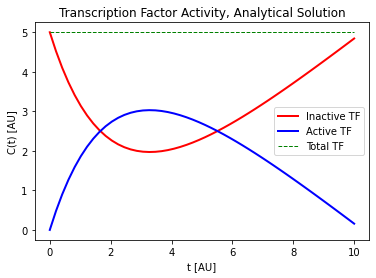 Transcription Factor Activity, Analytical Solution
C(t) [AU]
5
4
3
2
1
0
Inactive TF
Active TF
Total TF
0
2
4
6
8
10
t [AU]